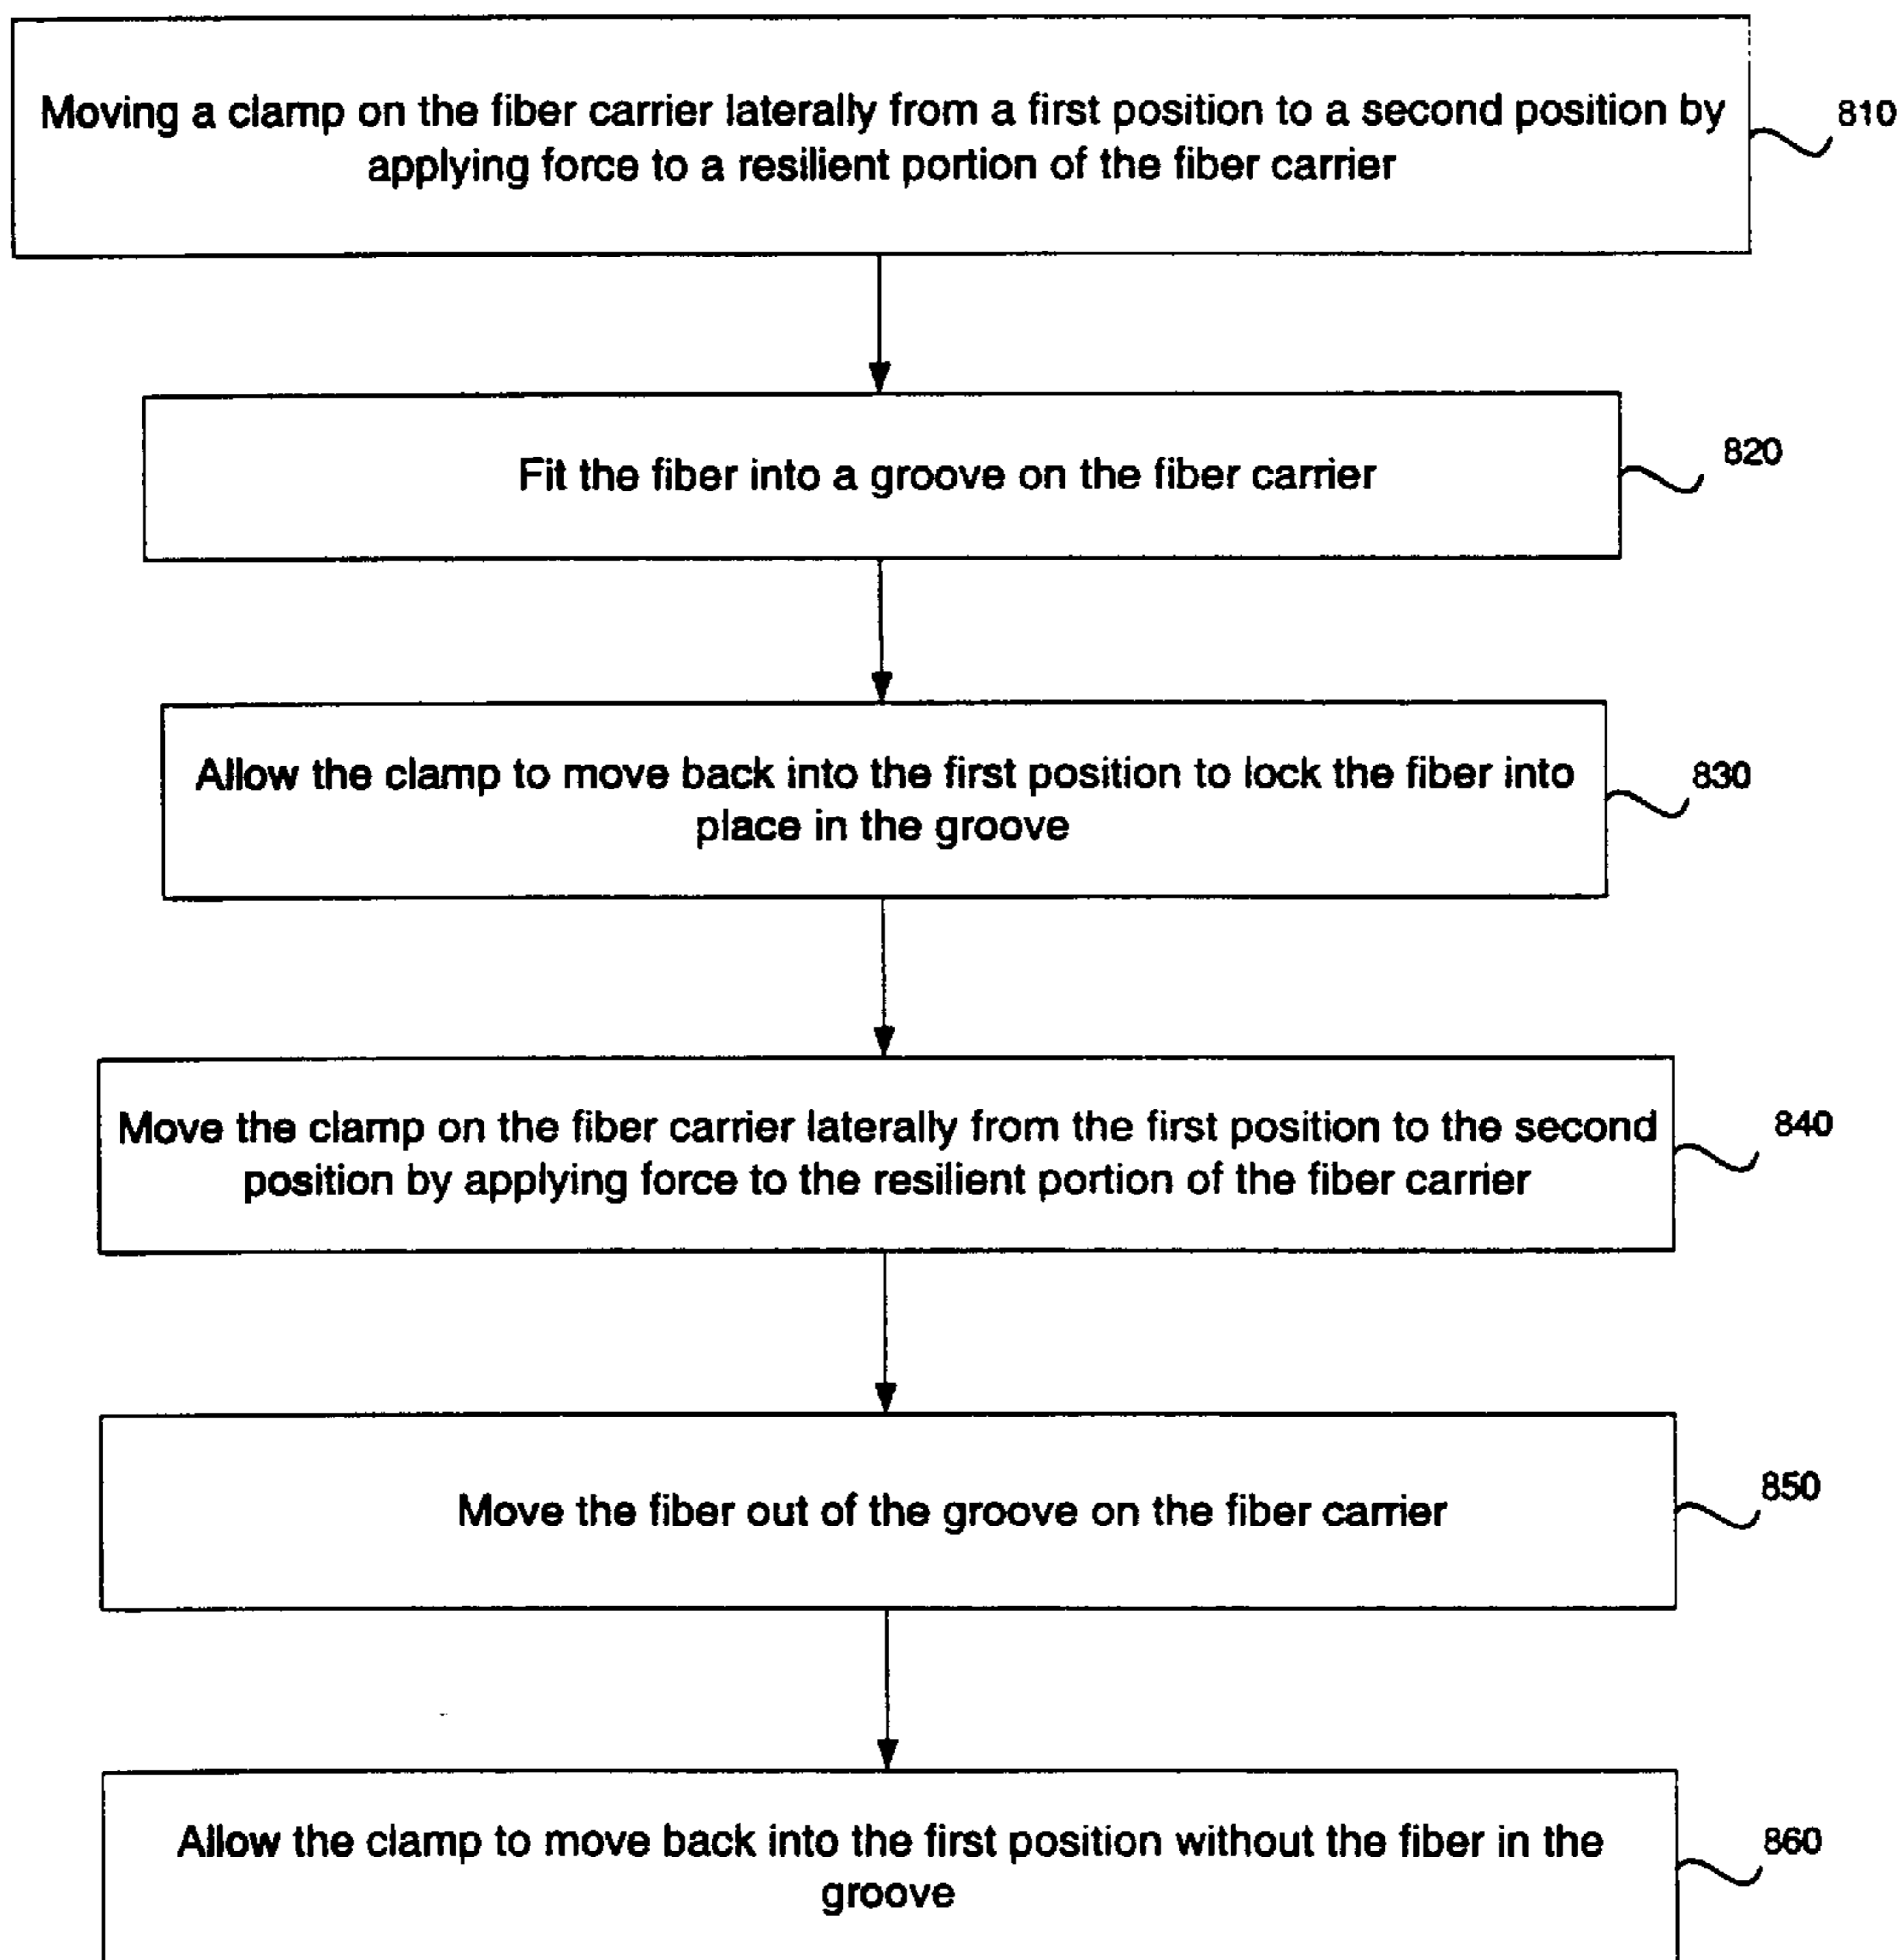 Moving a clamp on the fiber carrier laterally from a first position to a second position by
applying force to a resilient portion of the fiber carrier
810
Fit the fiber into a groove on the fiber carrier
820
Allow the clamp to move back into the first position to lock the fiber into
place in the groove
830
Move the clamp on the fiber carrier laterally from the first position to the second
position by applying force to the resilient portion of the fiber carrier
840
Move the fiber out of the groove on the fiber carrier
850
Allow the clamp to move back into the first position without the fiber in the
groove
860